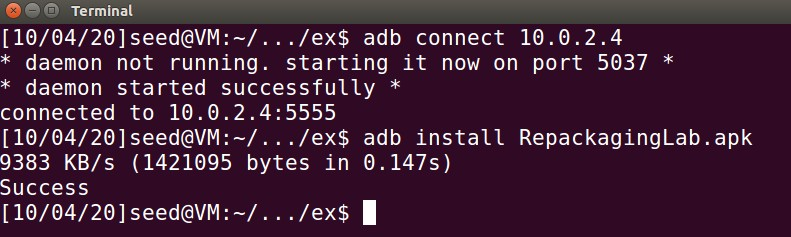 Terminal
[10/04/20]seed@VM:~/.../ex$ adb connect 10.0.2.4
* daemon not running. starting it now on port 5037 *
* daemon started successfully *
connected to 10.0.2.4:5555
[10/04/20]seed@VM:~/.../ex$ adb install RepackagingLab.apk
9383 KB/s (1421095 bytes in 0.147s)
Success
[10/04/20]seed@VM:~/.../ex$